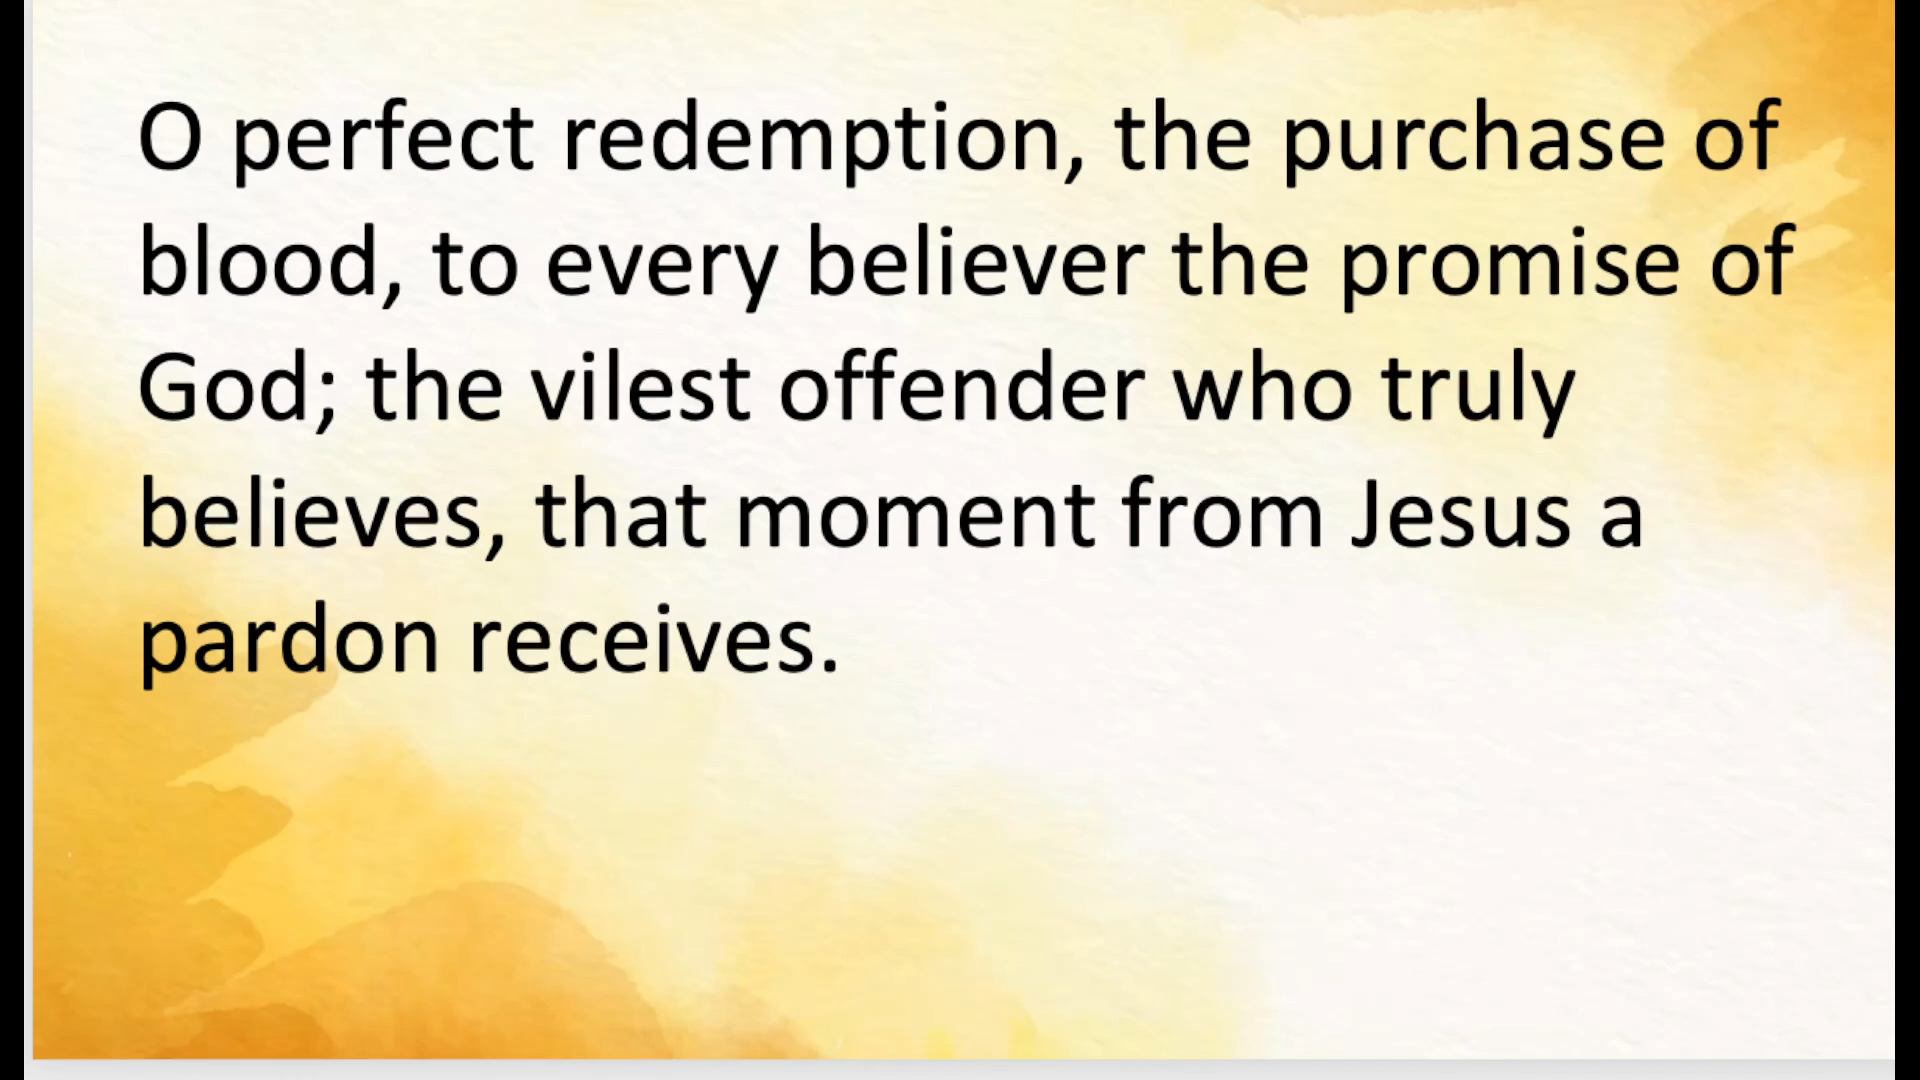 O perfect redemption, the purchase of
blood, to every believer the promise of
God; the vilest offender who truly
believes, that moment from Jesus a
pardon receives.